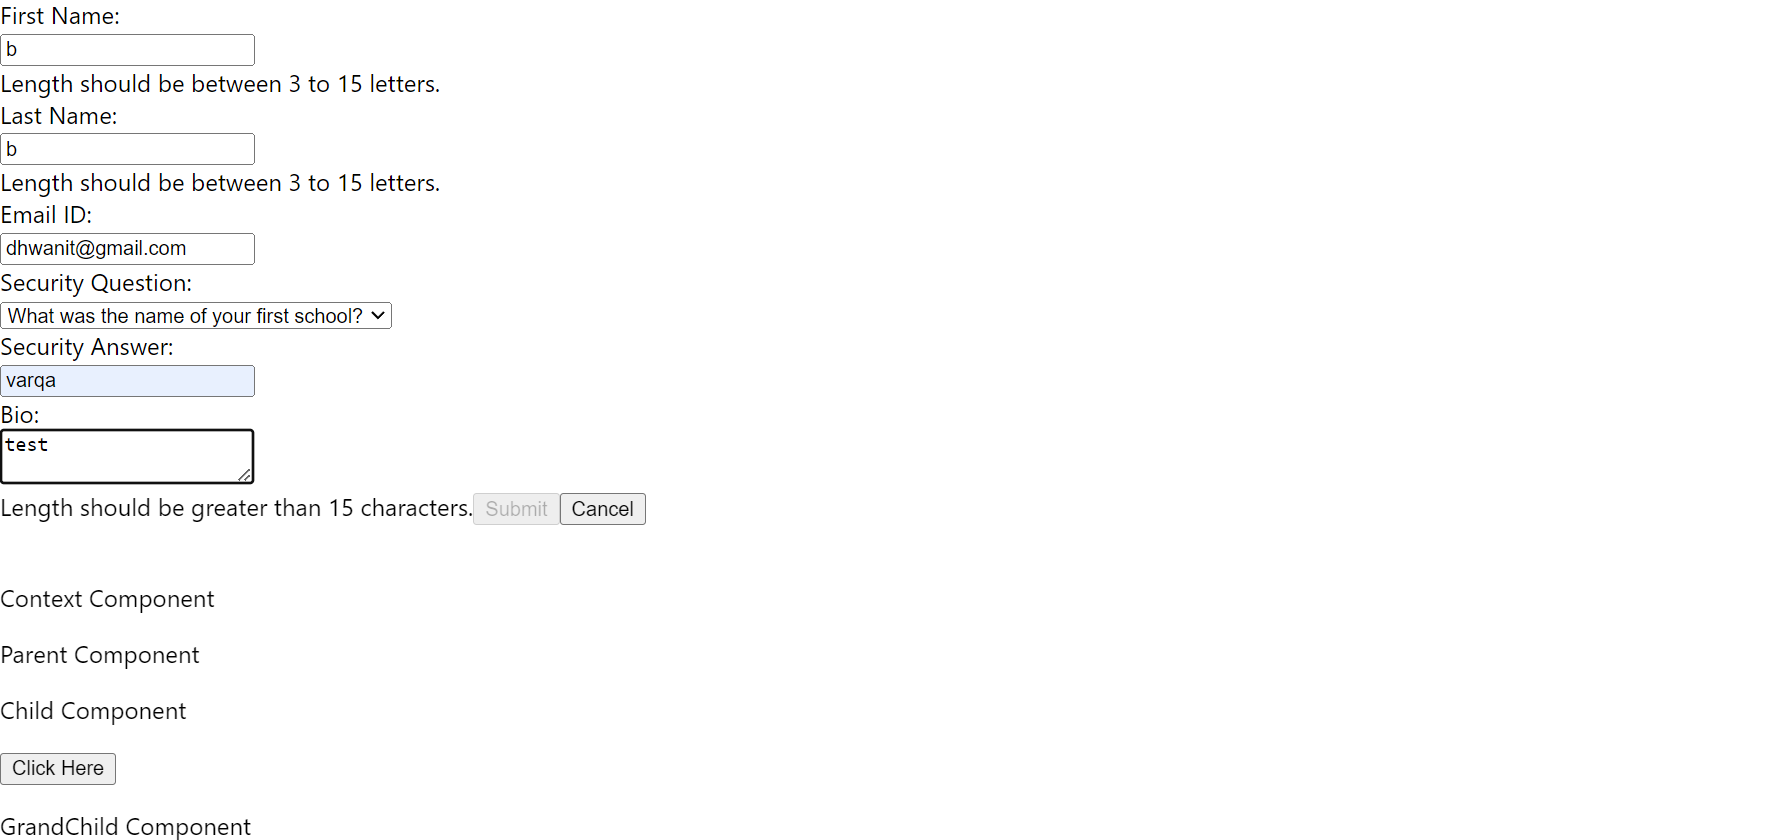 First Name:
b
Length should be between 3 to 15 letters.
Last Name:
b
Length should be between 3 to 15 letters.
Email ID:
dhwanit@gmail.com
Security Question:
What was the name of your first school?
Security Answer:
varqa
Bio:
test
Length should be greater than 15 characters. Submit Cancel
Context Component
Parent Component
Child Component
Click Here
GrandChild Component